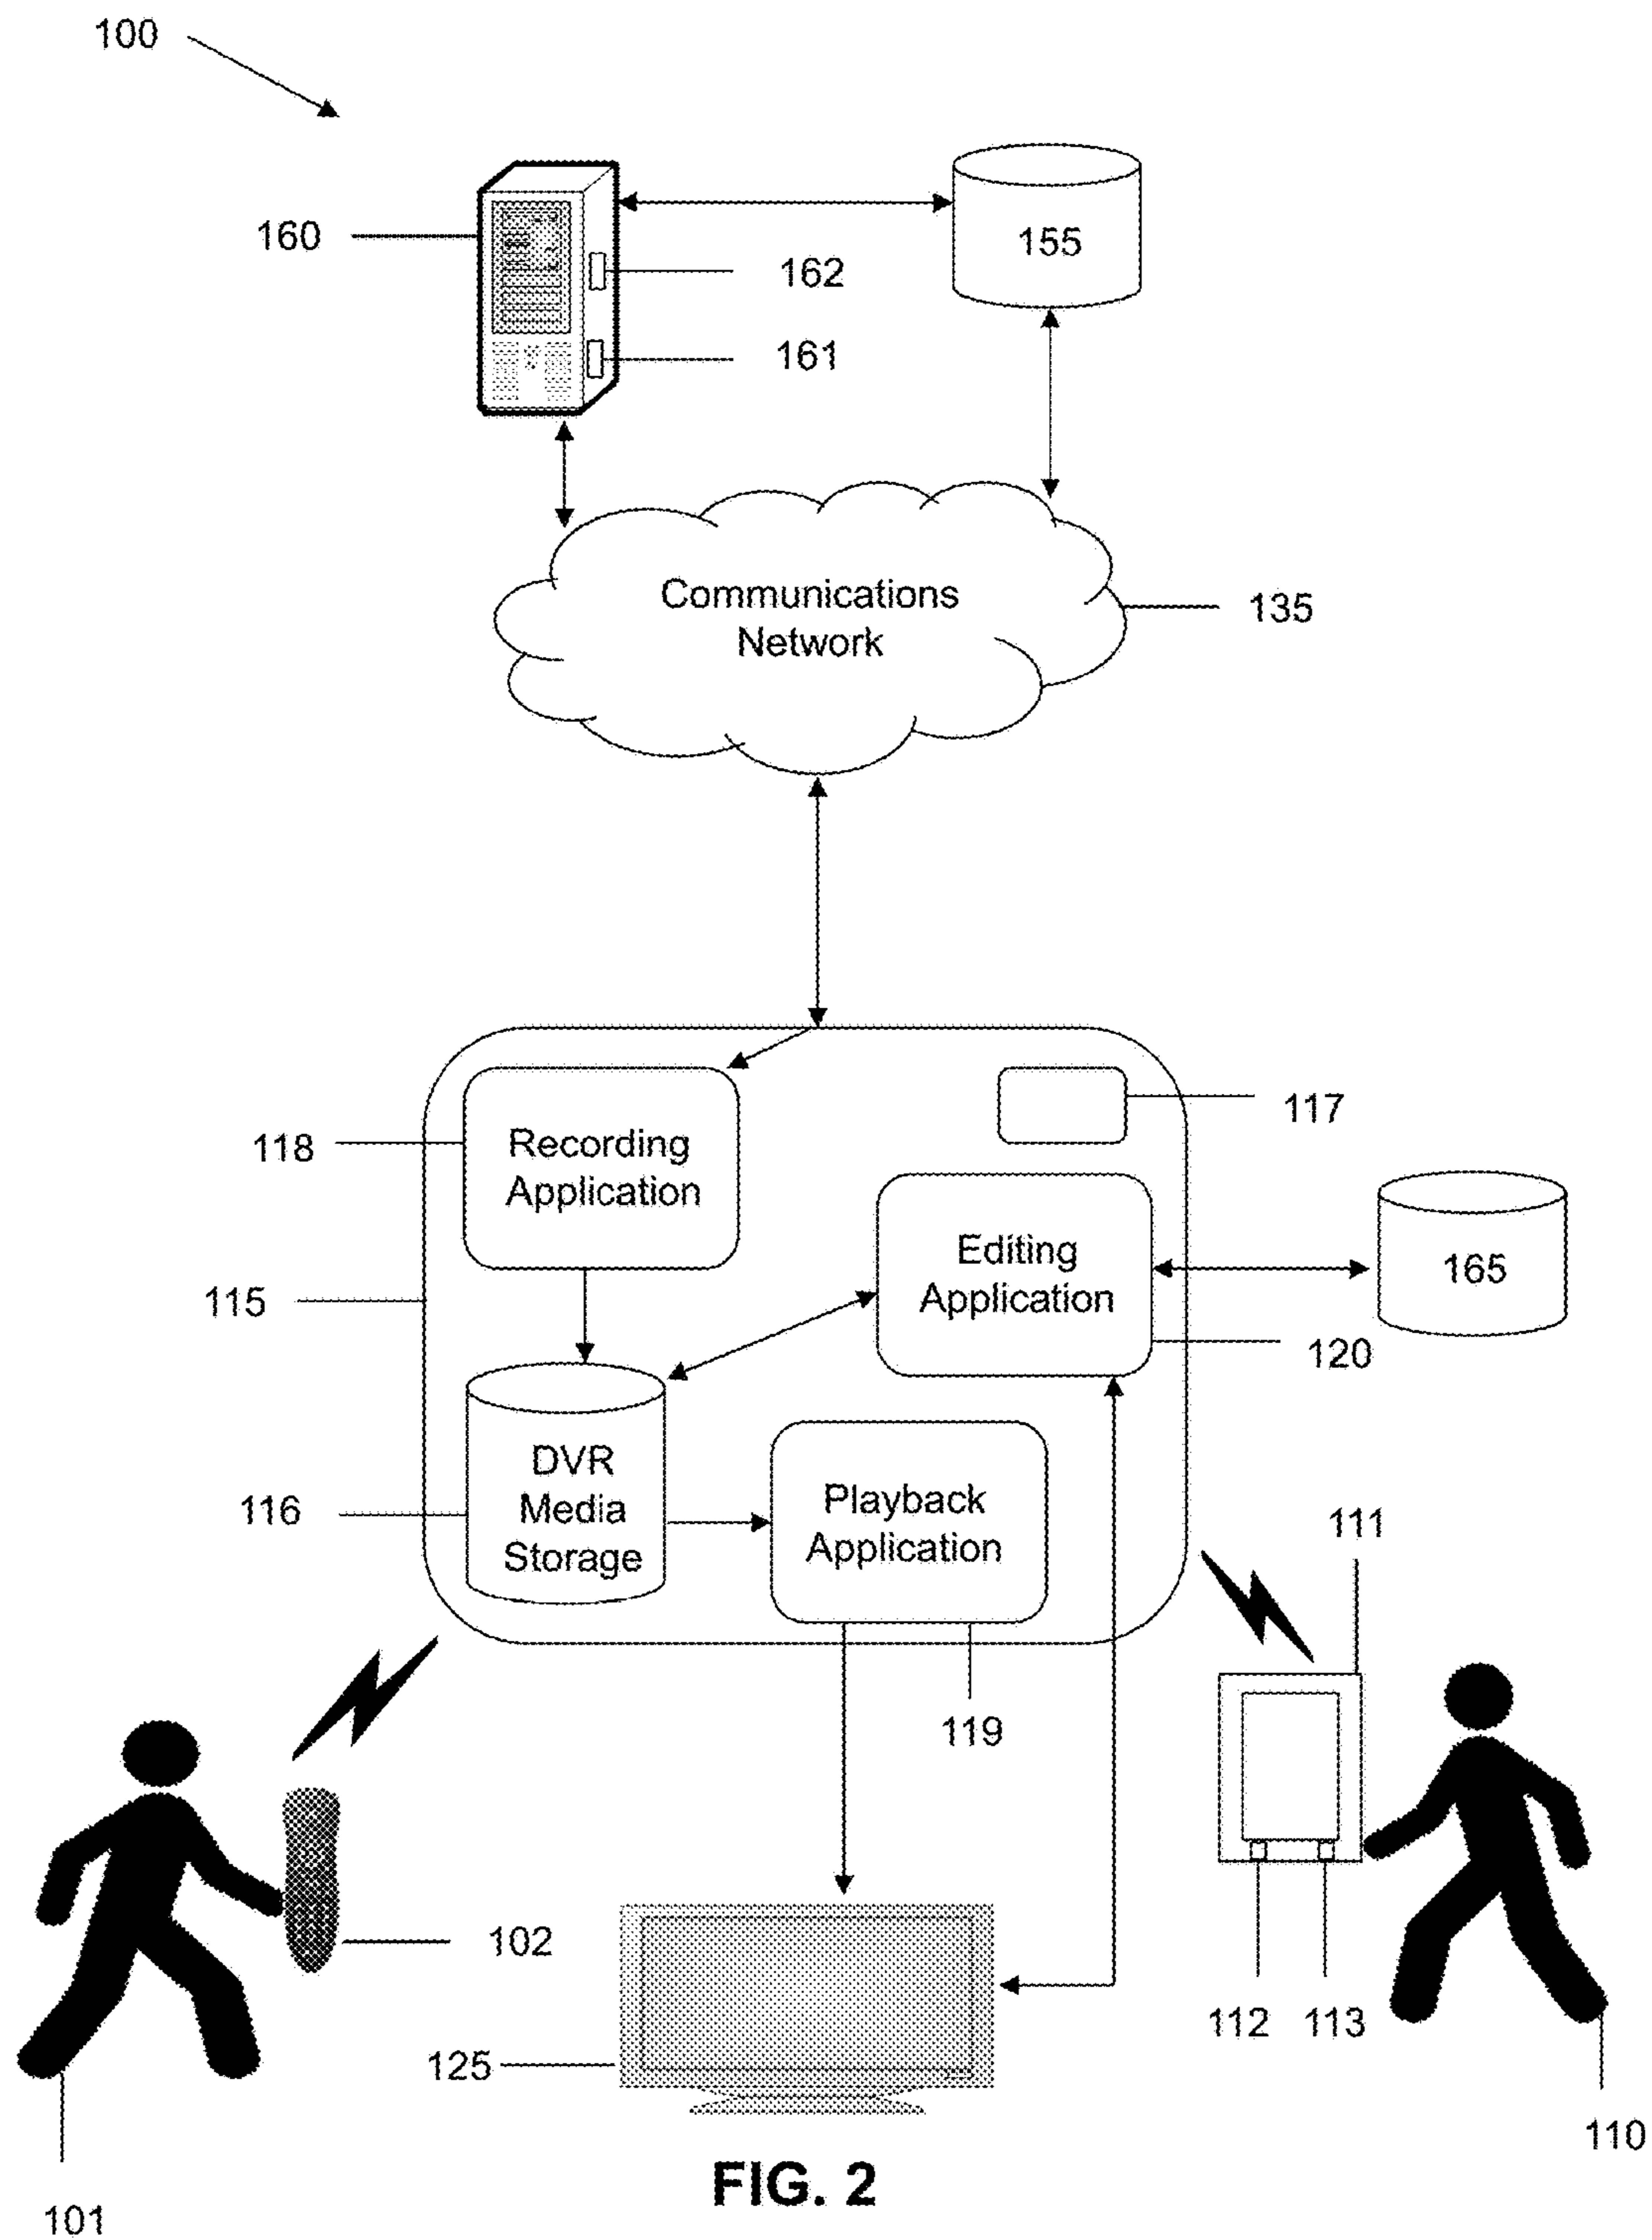 100
160
155
162
161
Communications
Network
135
117
118
Recording
Application
Editing
Application
165
115
120
DVR
Media
Storage
116
Playback
Application
111
119
102
112
113
125
110
FIG. 2
101